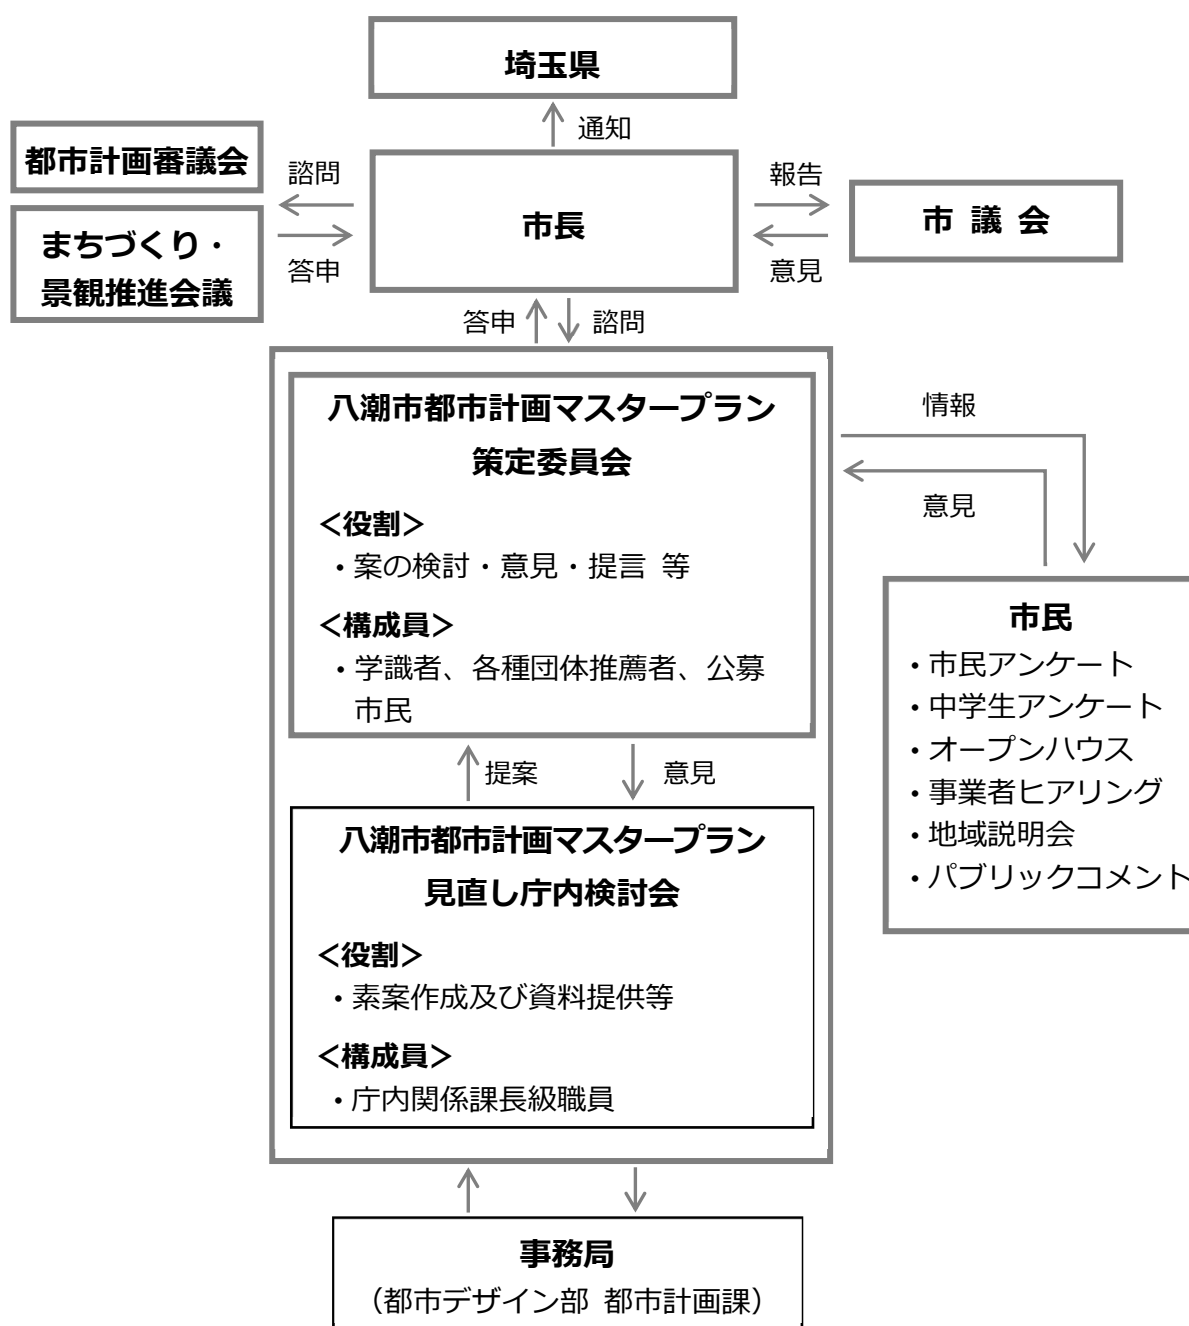 埼玉県
通知
都市計画審議会
まちづくり・
景観推進会議
諮問
答申
市長
報告
意見
市 議 会
答申
諮問
八潮市都市計画マスタープラン
策定委員会
<役割>
・案の検討・意見・提言 等
<構成員>
・学識者、各種団体推薦者、公募
市民
提案
意見
八潮市都市計画マスタープラン
見直し庁内検討会
<役割>
・素案作成及び資料提供等
<構成員>
・庁内関係課長級職員
情報
意見
市民
・市民アンケート
・中学生アンケート
・オープンハウス
・事業者ヒアリング
・地域説明会
・パブリックコメント
事務局
（都市デザイン部 都市計画課）